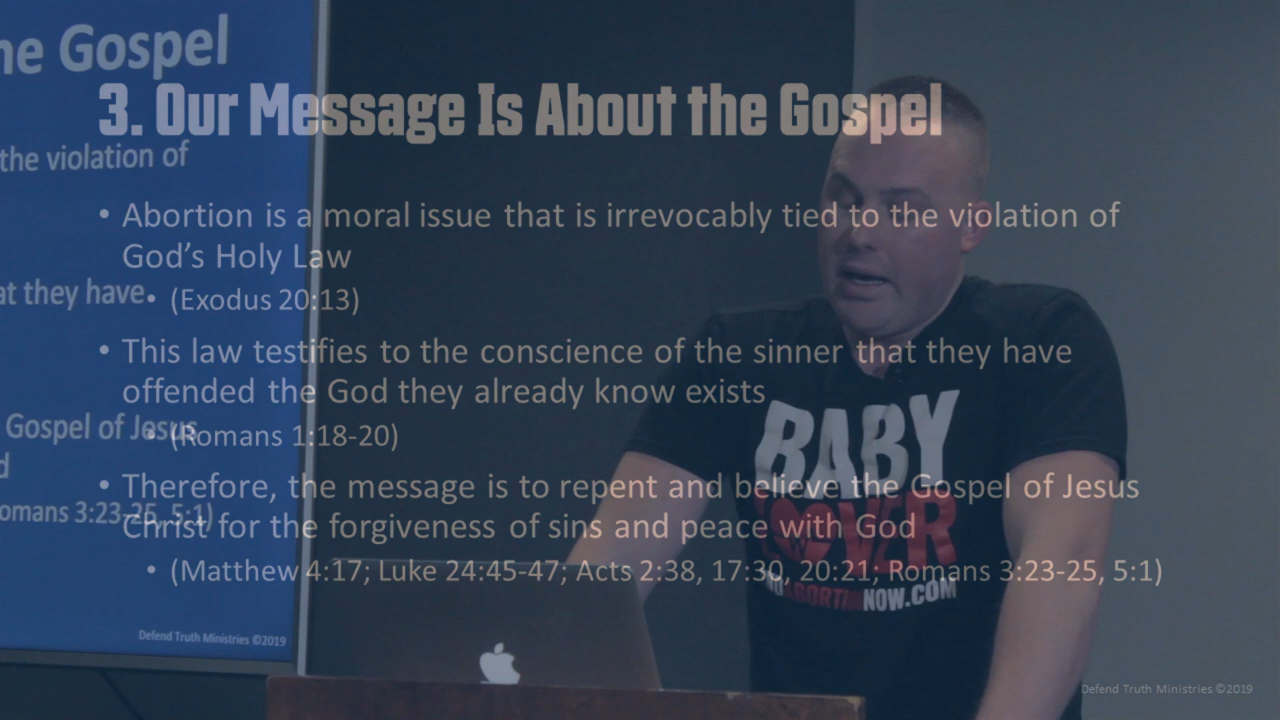 3. Our Message Is About the Gospel
• Abortion is a moral issue that is irrevocably tied to the violation of
God's Holy Law
• (Exodus 20:13)
• This law testifies to the conscience of the sinner that they have
offended the God they already know exists
• (Romans 1:18-20)
• Therefore, the message is to repent and believe the Gospel of Jesus
Christ for the forgiveness of sins and peace with God
• (Matthew 4:17; Luke 24:45-47; Acts 2:38, 17:30, 20:21; Romans 3:23-25, 5:1)
Defend Truth Ministries ©2019
he Gospel
the violation of
at they have
Gospel of Jesus
d
omans 3:23-25, 5:1)
Defend Truth Ministries ©2019
BABY
LOVER
ENDABORTIONNOW.COM